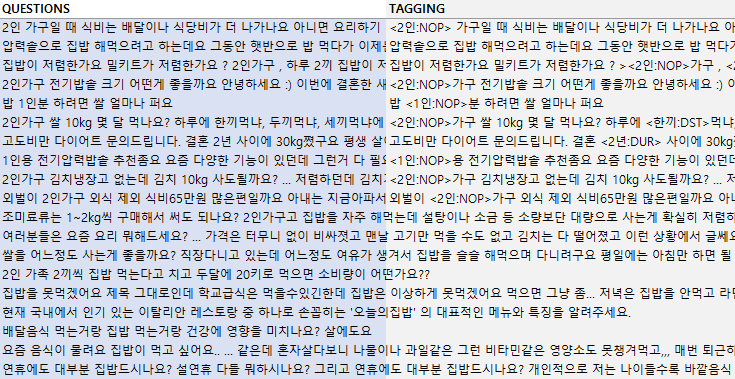 QUESTIONS TAGGING
2인 가구일 때 식비는 배달이나 식당비가 더 나가나요 아니면 요리하기 <2인:NOP> 가구일 때 식비는 배달이나 식당비가 더 나가나요 아
압력솥으로 집밥 해먹으려고 하는데요 그동안 햇반으로 밥 먹다가 이제는 압력솥으로 집밥 해먹으려고 하는데요 그동안 햇반으로 밥 먹다
집밥이 저렴한가요 밀키트가 저렴한가요 ? 2인가구 , 하루 2끼 집밥이 저 집밥이 저렴한가요 밀키트가 저렴한가요 ? ><2인:NOP>가구 , <2
2인가구 전기밥솥 크기 어떤게 좋을까요 안녕하세요 :) 이번에 결혼한 새 <2인:NOP>가구 전기밥솥 크기 어떤게 좋을까요 안녕하세요 :) 이
밥 1인분 하려면 쌀 얼마나 퍼요 밥 <1인:NOP>분 하려면 쌀 얼마나 퍼요
2인가구 쌀 10kg 몇 달 먹나요? 하루에 한끼먹냐, 두끼먹냐, 세끼먹냐에 <2인:NOP>가구 쌀 10kg 몇 달 먹나요? 하루에 <한끼:DST>먹냐,
고도비만 다이어트 문의드립니다. 결혼 2년 사이에 30kg쪘구요 평생 살이 고도비만 다이어트 문의드립니다. 결혼 <2년:DUR> 사이에 30kg
1인용 전기압력밥솥 추천좀요 요즘 다양한 기능이 있던데 그런거 다 필요 <1인:NOP>용 전기압력밥솥 추천좀요 요즘 다양한 기능이 있던데
2인가구 김치냉장고 없는데 김치 10kg 사도될까요? ... 저렴하던데 김치가 <2인:NOP>가구 김치냉장고 없는데 김치 10kg 사도될까요? ... 저
외벌이 2인가구 외식 제외 식비65만원 많은편일까요 아내는 지금아파서 외벌이 <2인:NOP>가구 외식 제외 식비65만원 많은편일까요 아내
조미료류는 1~2kg씩 구매해서 써도 되나요? 2인가구고 집밥을 자주 해먹는데 설탕이나 소금 등 소량보단 대량으로 사는게 확실히 저렴하
여러분들은 요즘 요리 뭐해드세요? ... 가격은 터무니 없이 비싸졌고 맨날 고기만 먹을 수도 없고 김치는 다 떨어졌고 이런 상황에서 글쎄요
쌀을 어느정도 사는게 좋을까요? 직장다니고 있는데 어느정도 여유가 생겨서 집밥을 슬슬 해먹으며 다니려구요 평일에는 아침만 하면 될
2인 가족 2끼씩 집밥 먹는다고 치고 두달에 20키로 먹으면 소비량이 어떤가요??
집밥을 못먹겠어요 제목 그대로인데 학교급식은 먹을수있긴한데 집밥은 이상하게 못먹겠어요 먹으면 그냥 좀... 저녁은 집밥을 안먹고 라면
현재 국내에서 인기 있는 이탈리안 레스토랑 중 하나로 손꼽히는 '오늘의집밥' 의 대표적인 메뉴와 특징을 알려주세요.
배달음식 먹는거랑 집밥 먹는거랑 건강에 영향을 미치나요? 살에도요
요즘 음식이 물려요 집밥이 먹고 싶어요.. ... 같은데 혼자살다보니 나물이나 과일같은 그런 비타민같은 영양소도 못챙겨먹고,,, 매번 퇴근하
연휴에도 대부분 집밥드시나요? 설연휴 다들 뭐하시나요? 그리고 연휴에도 대부분 집밥드시나요? 개인적으로 저는 나이들수록 바깥음식